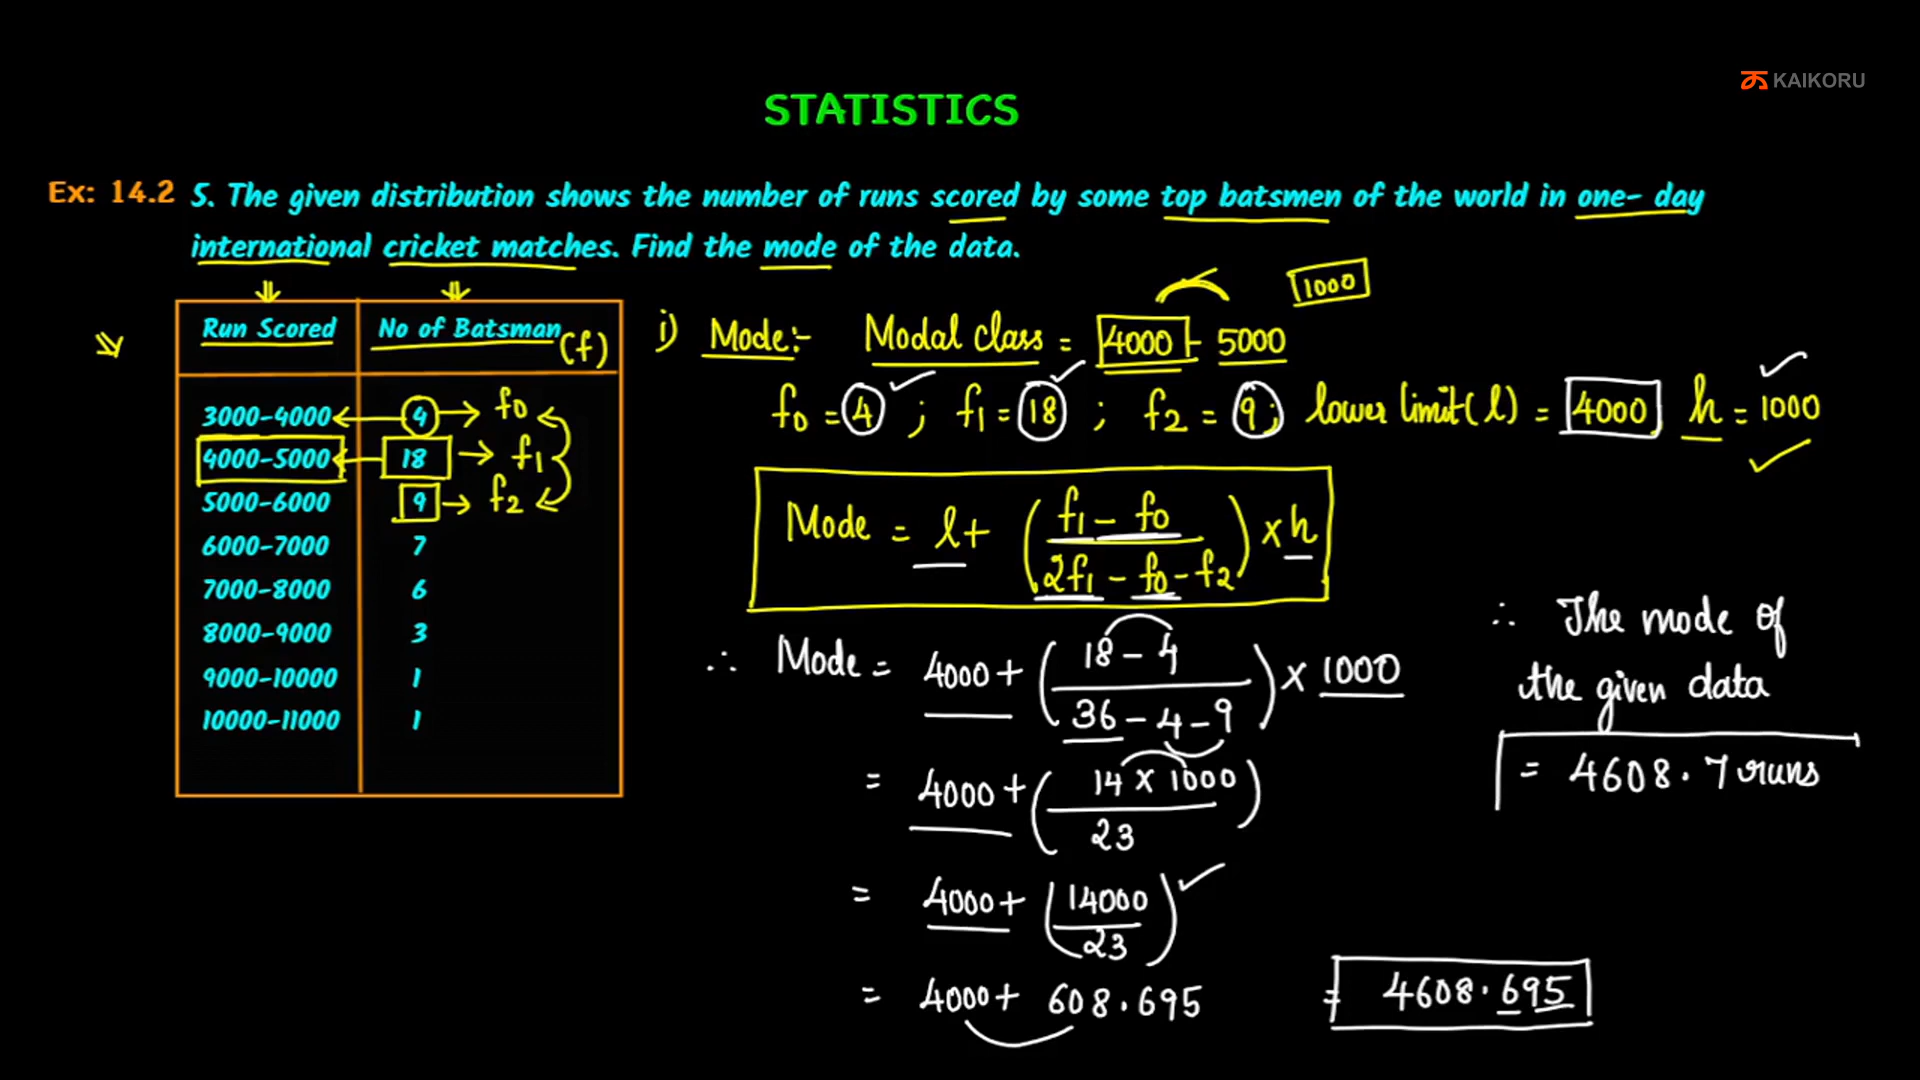 KAIKORU
STATISTICS
Ex: 14.2 5. The given distribution shows the number of runs scored by some top batsmen of the world in one- day
international cricket matches. Find the mode of the data.
Run Scored No of Batsman (f)
3000-4000 4 → f0
4000-5000 18 → f1
5000-6000 9 → f2
6000-7000 7
7000-8000 6
8000-9000 3
9000-10000 1
10000-11000 1
i) Mode:- Modal class = 4000 - 5000 1000
f0 = 4 ; f1 = 18 ; f2 = 9 ; lower limit (l) = 4000 h = 1000
Mode = l + (f1 - f0 / 2f1 - f0 - f2) × h
∴ Mode = 4000 + (18 - 4 / 36 - 4 - 9) × 1000
= 4000 + (14 × 1000 / 23)
= 4000 + (14000 / 23)
= 4000 + 608.695 = 4608.695
∴ The mode of
the given data
= 4608.7 runs